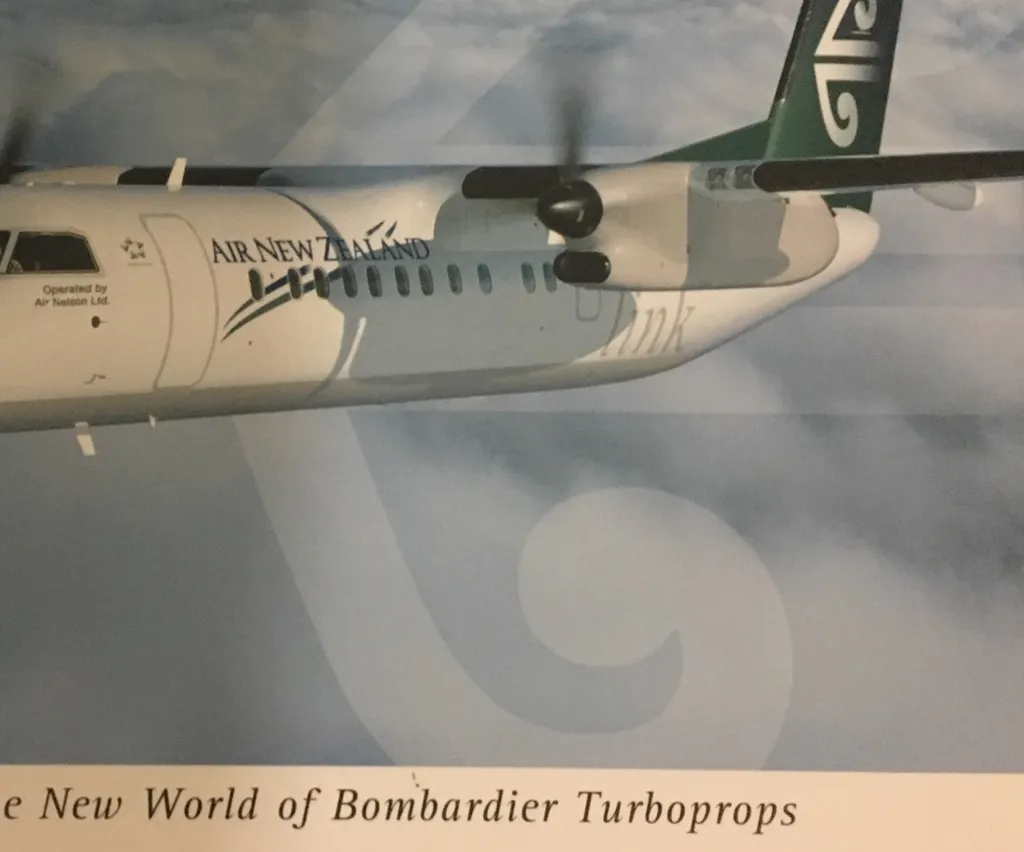 AIR NEW ZEALAND
Operated by
Air Nelson Ltd.
link
e New World of Bombardier Turboprops